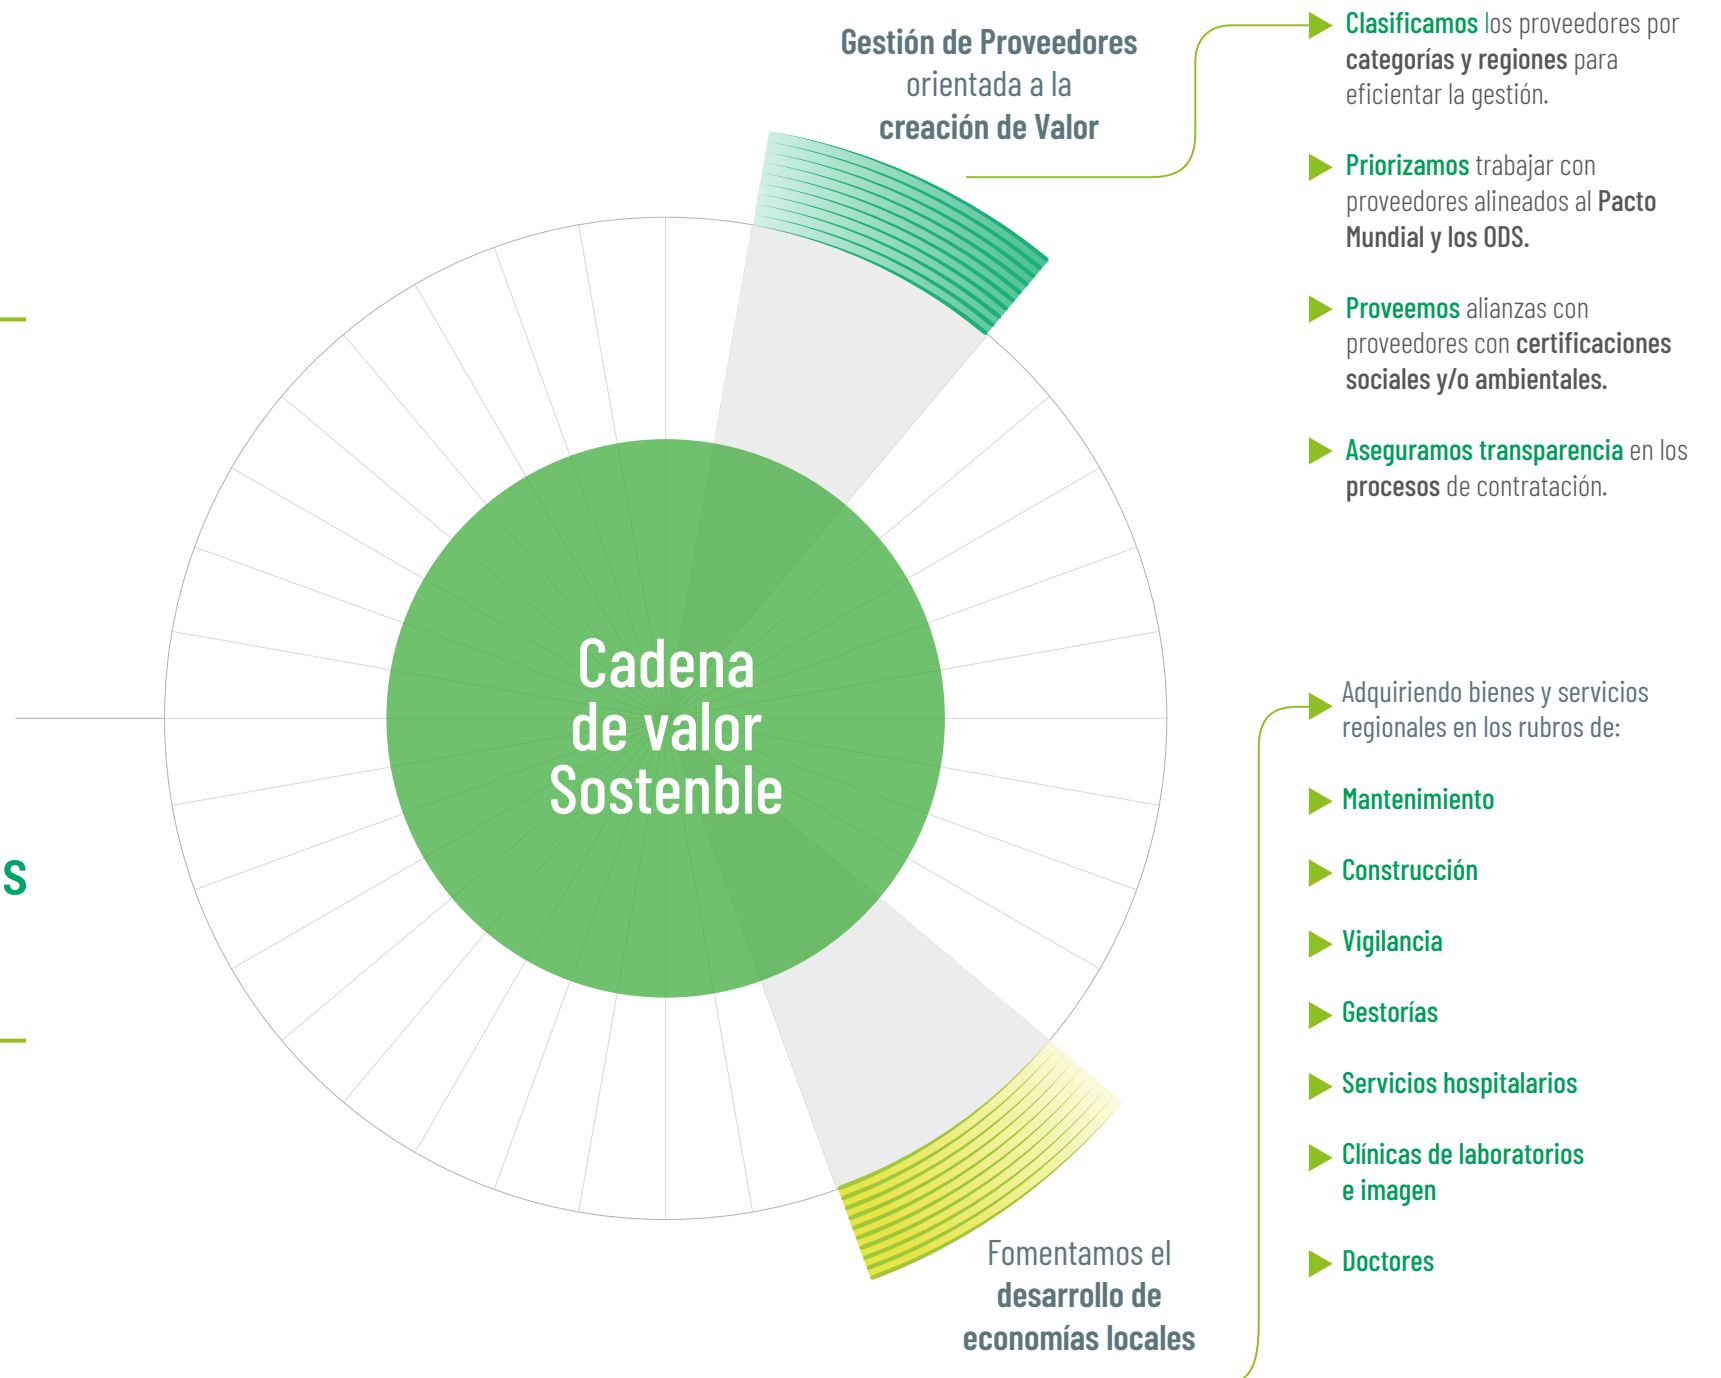 Gestión de Proveedores
orientada a la
creación de Valor
Clasificamos los proveedores por
categorías y regiones para
eficientar la gestión.
Priorizamos trabajar con
proveedores alineados al Pacto
Mundial y los ODS.
Proveemos alianzas con
proveedores con certificaciones
sociales y/o ambientales.
Aseguramos transparencia en los
procesos de contratación.
Cadena
de valor
Sostenble
s
Adquiriendo bienes y servicios
regionales en los rubros de:
Mantenimiento
Construcción
Vigilancia
Gestorías
Servicios hospitalarios
Clínicas de laboratorios
e imagen
Doctores
Fomentamos el
desarrollo de
economías locales